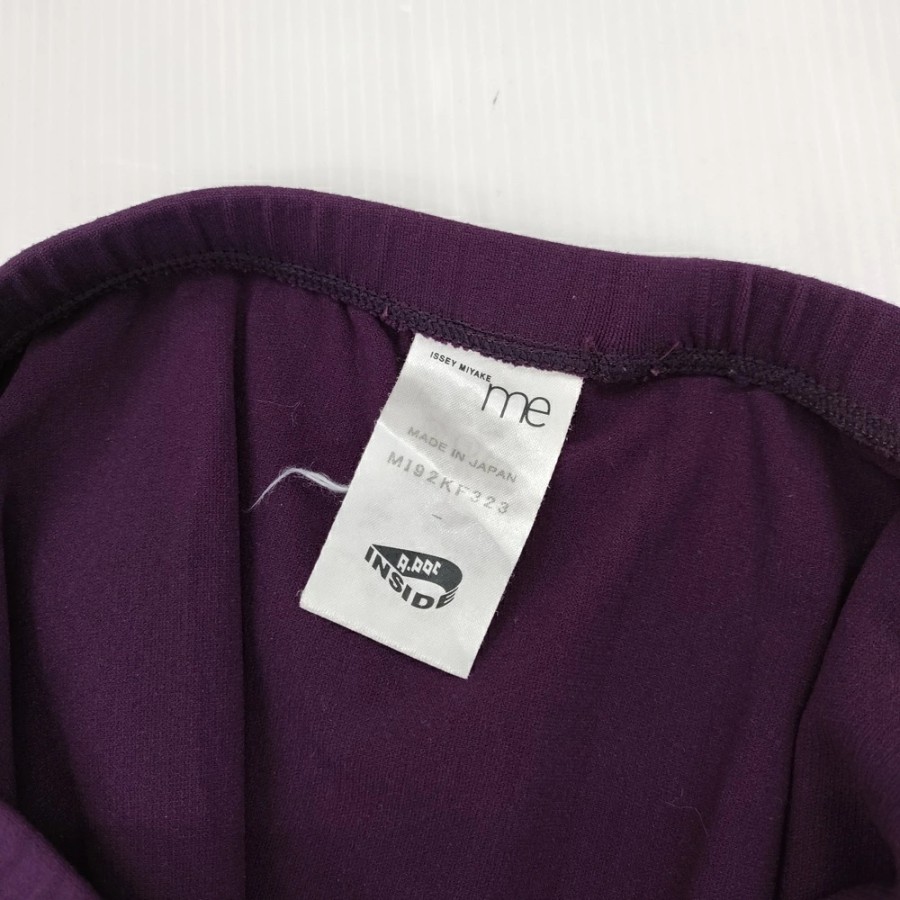 ISSEY MIYAKE
me
MADE IN JAPAN
MI92KF323
-
A.POC
INSIDE